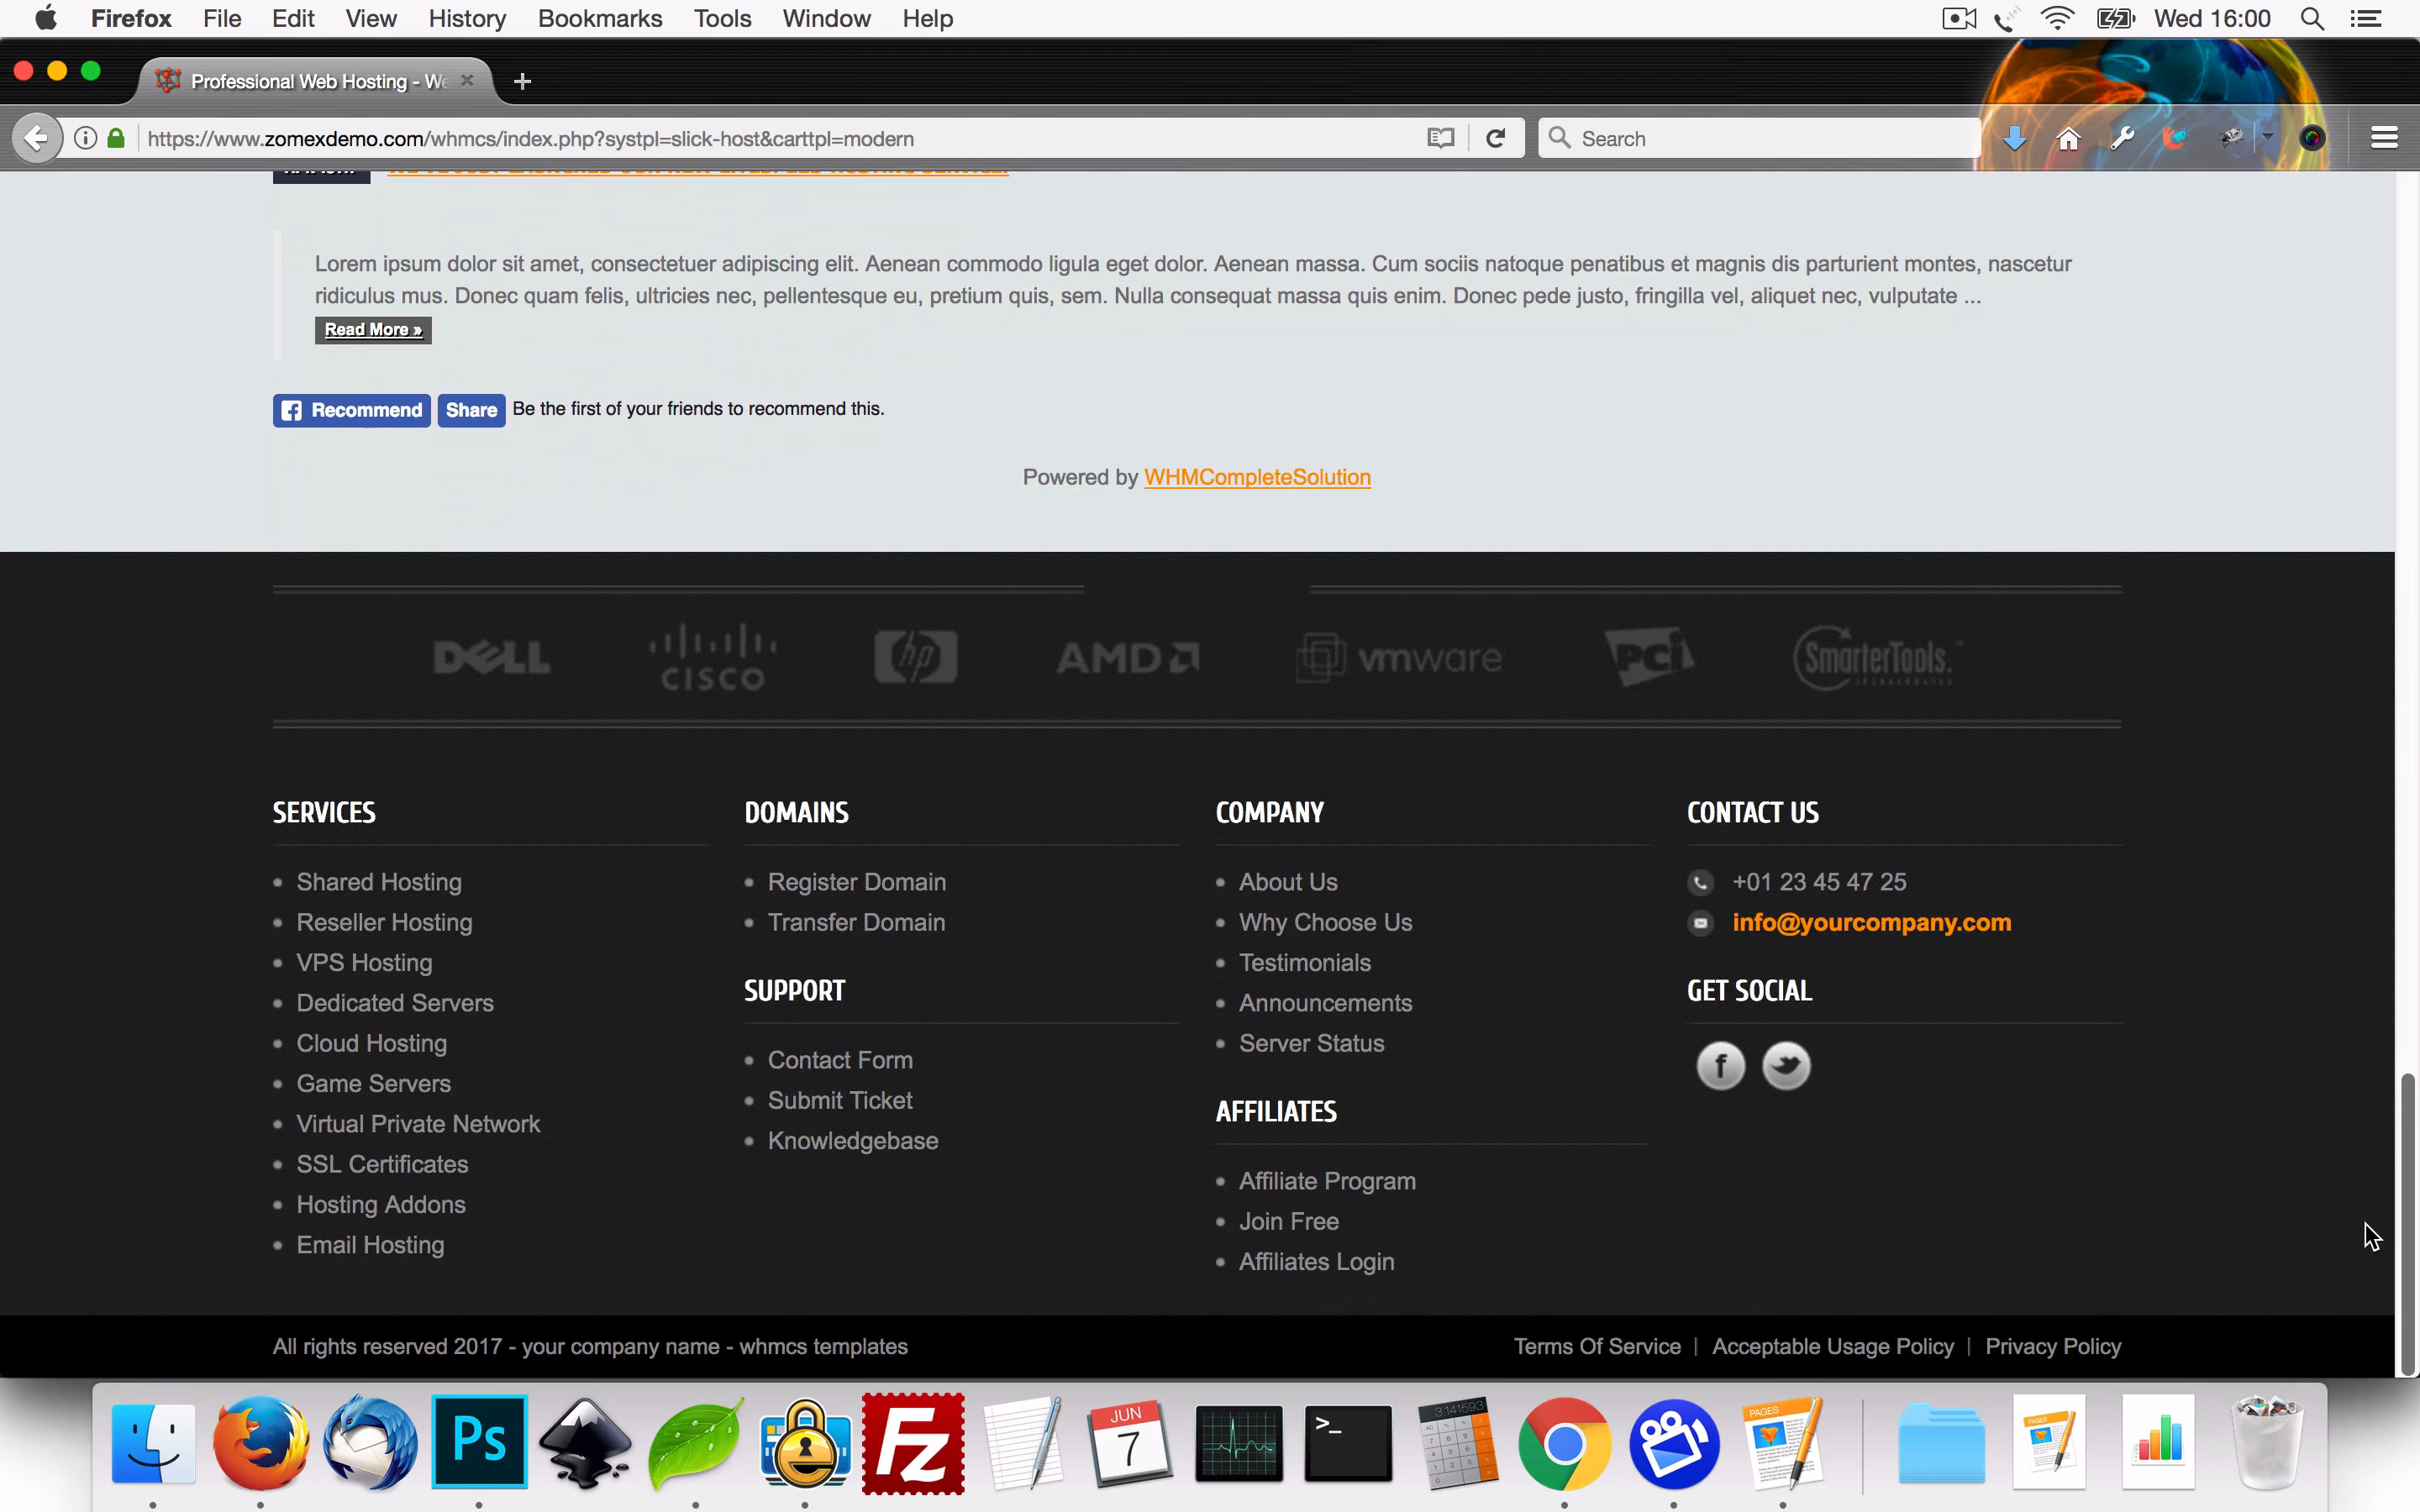 Firefox File Edit View History Bookmarks Tools Window Help
Wed 16:00
Professional Web Hosting - We
https://www.zomexdemo.com/whmcs/index.php?systpl=slick-host&carttpl=modern
Search
Lorem ipsum dolor sit amet, consectetuer adipiscing elit. Aenean commodo ligula eget dolor. Aenean massa. Cum sociis natoque penatibus et magnis dis parturient montes, nascetur
ridiculus mus. Donec quam felis, ultricies nec, pellentesque eu, pretium quis, sem. Nulla consequat massa quis enim. Donec pede justo, fringilla vel, aliquet nec, vulputate ...
Read More »
Recommend Share Be the first of your friends to recommend this.
Powered by WHMCompleteSolution
DELL
CISCO
hp
AMD
vmware
PCi
SmarterTools.
INCORPORATED
SERVICES
Shared Hosting
Reseller Hosting
VPS Hosting
Dedicated Servers
Cloud Hosting
Game Servers
Virtual Private Network
SSL Certificates
Hosting Addons
Email Hosting
DOMAINS
Register Domain
Transfer Domain
SUPPORT
Contact Form
Submit Ticket
Knowledgebase
COMPANY
About Us
Why Choose Us
Testimonials
Announcements
Server Status
AFFILIATES
Affiliate Program
Join Free
Affiliates Login
CONTACT US
+01 23 45 47 25
info@yourcompany.com
GET SOCIAL
f
All rights reserved 2017 - your company name - whmcs templates
Terms Of Service | Acceptable Usage Policy | Privacy Policy
Ps
Fz
JUN
7
>_
3.141593
PAGES
PAGES